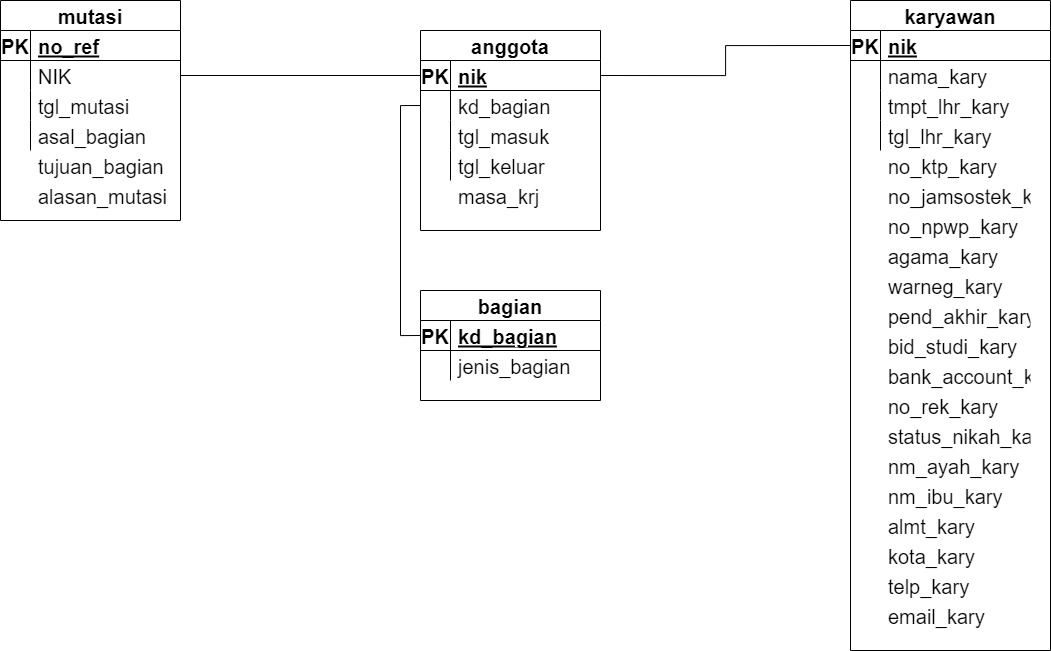 mutasi
PK no_ref
NIK
tgl_mutasi
asal_bagian
tujuan_bagian
alasan_mutasi
anggota
PK nik
kd_bagian
tgl_masuk
tgl_keluar
masa_krj
bagian
PK kd_bagian
jenis_bagian
karyawan
PK nik
nama_kary
tmpt_lhr_kary
tgl_lhr_kary
no_ktp_kary
no_jamsostek_k
no_npwp_kary
agama_kary
warneg_kary
pend_akhir_kary
bid_studi_kary
bank_account_k
no_rek_kary
status_nikah_ka
nm_ayah_kary
nm_ibu_kary
almt_kary
kota_kary
telp_kary
email_kary